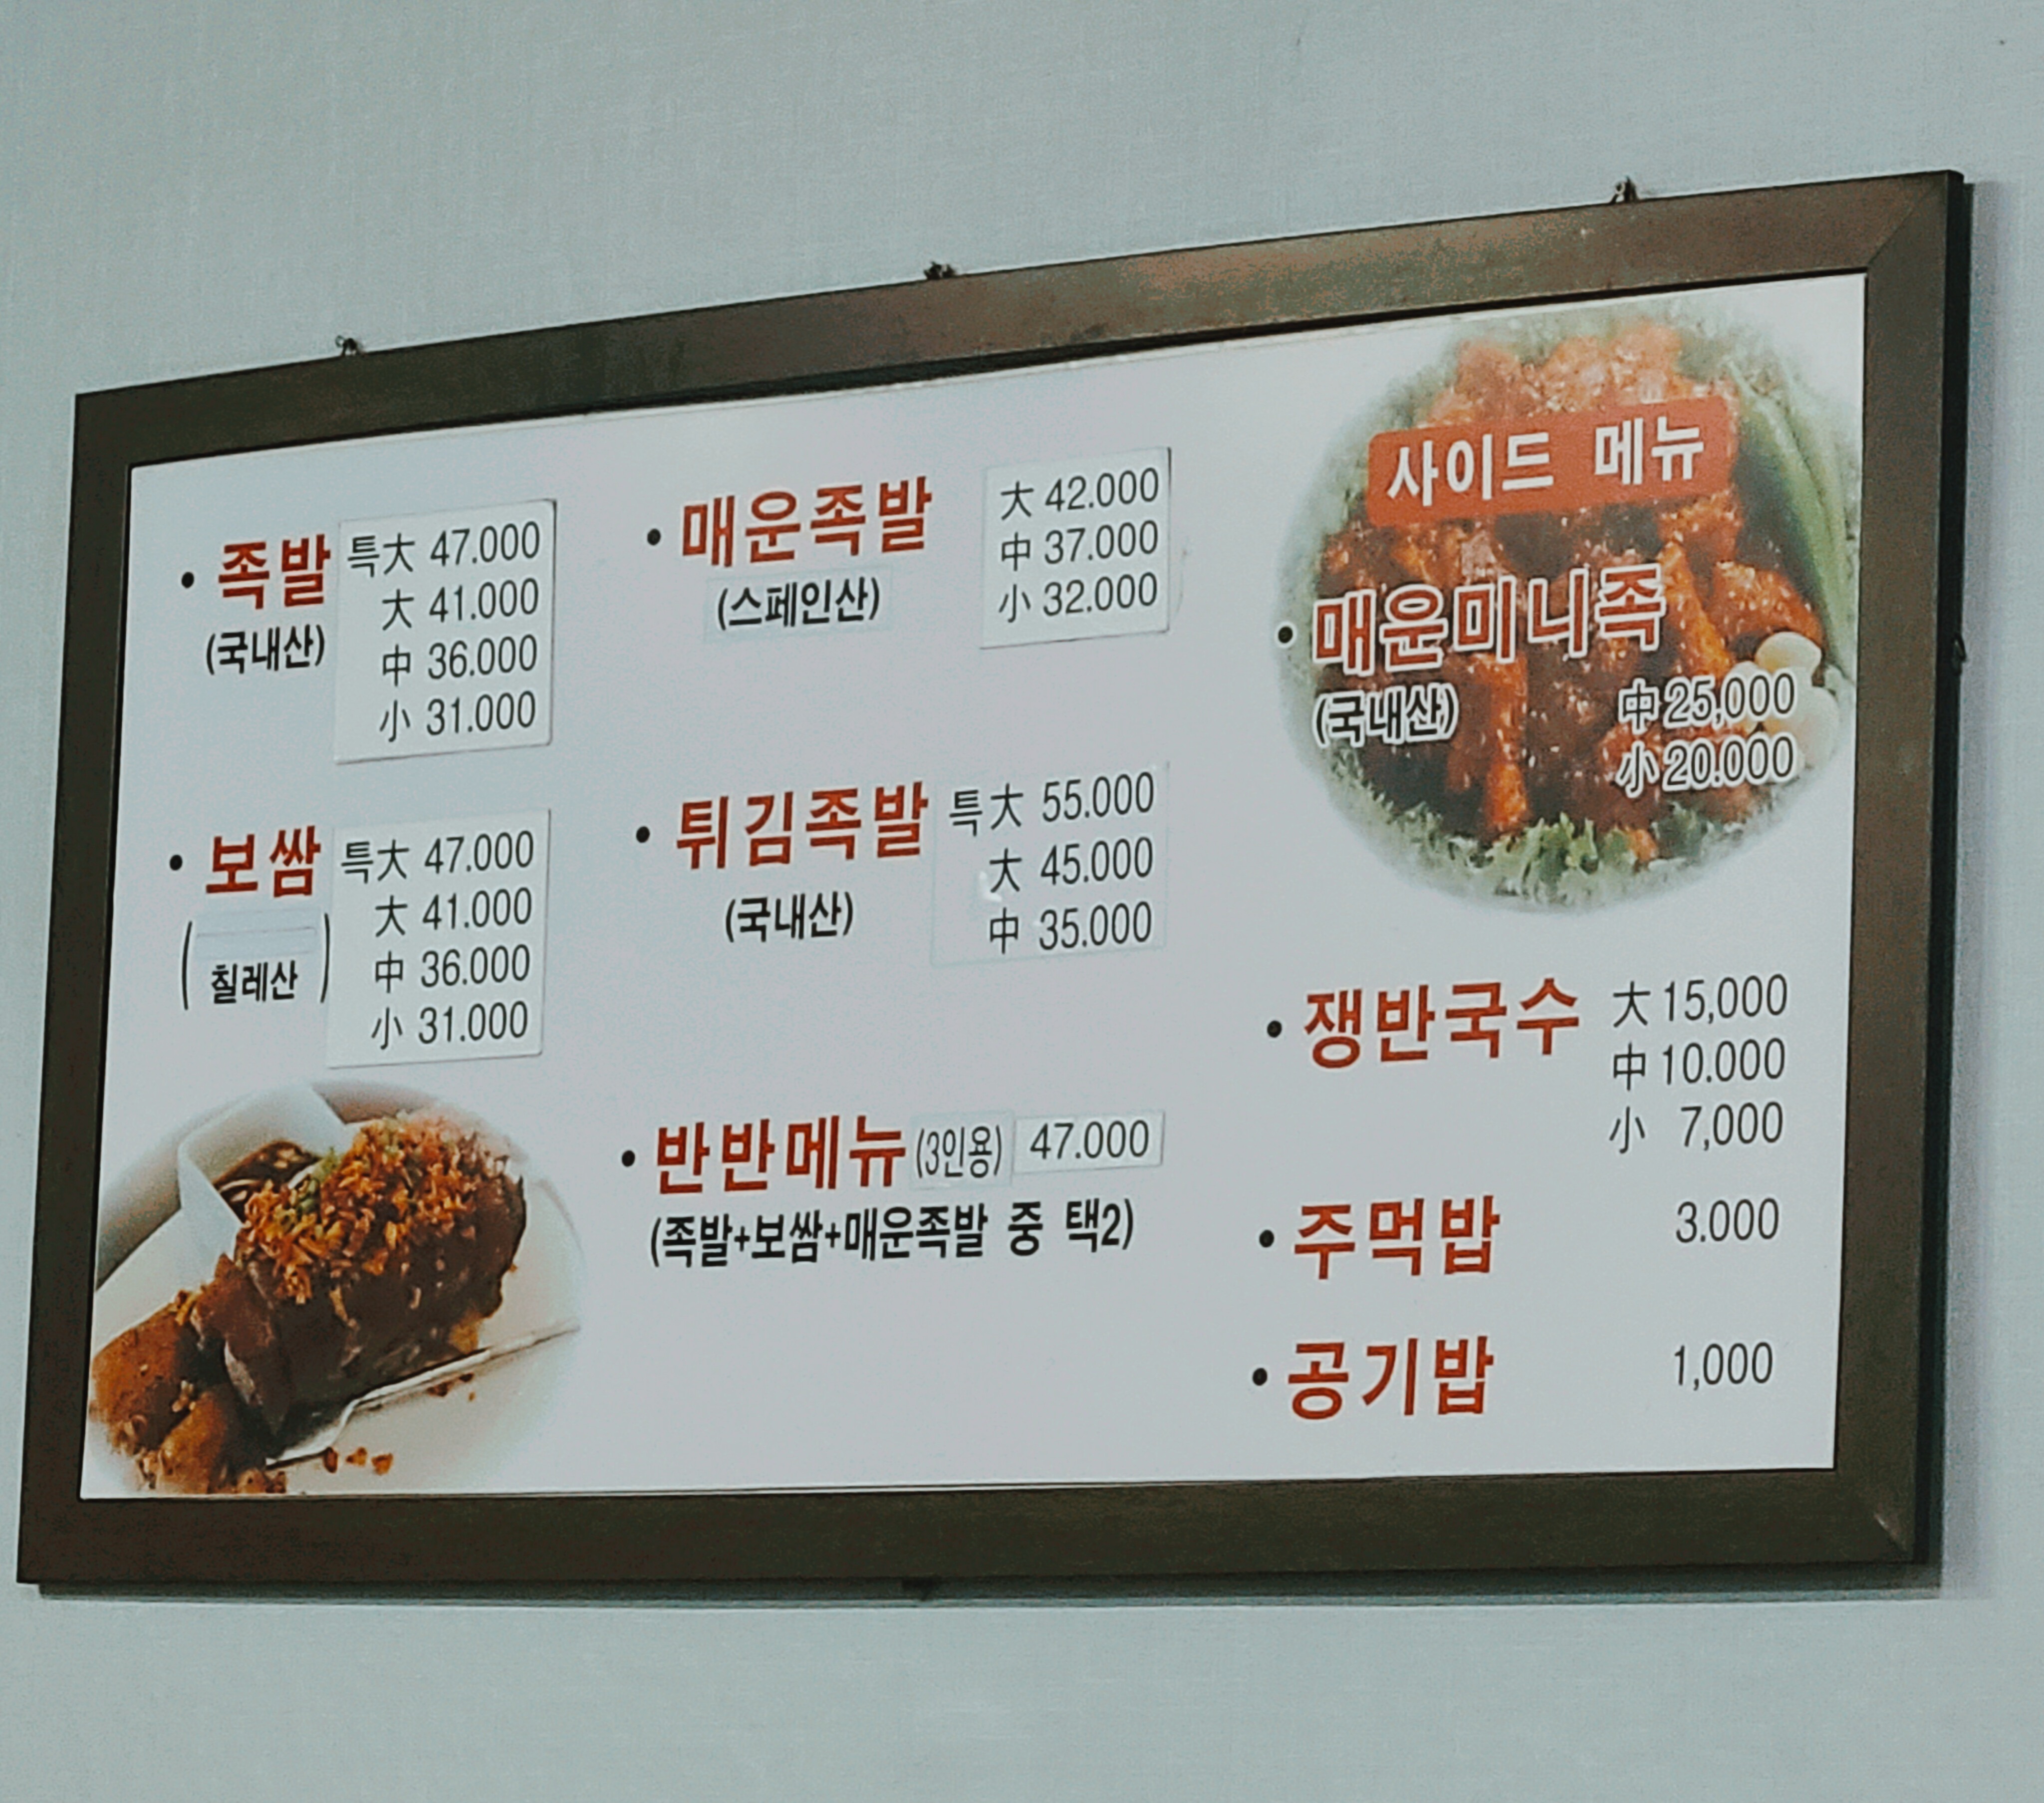 • 족발 특大 47.000
大 41.000
(국내산) 中 36.000
小 31.000
• 보쌈 특大 47.000
大 41.000
(칠레산) 中 36.000
小 31.000
• 매운족발 大 42.000
中 37.000
(스페인산) 小 32.000
• 튀김족발 특大 55.000
大 45.000
(국내산) 中 35.000
• 반반메뉴 (3인용) 47.000
(족발+보쌈+매운족발 중 택2)
사이드 메뉴
• 매운미니족
(국내산) 中 25,000
小 20.000
• 쟁반국수 大 15,000
中 10.000
小 7,000
• 주먹밥 3.000
• 공기밥 1,000